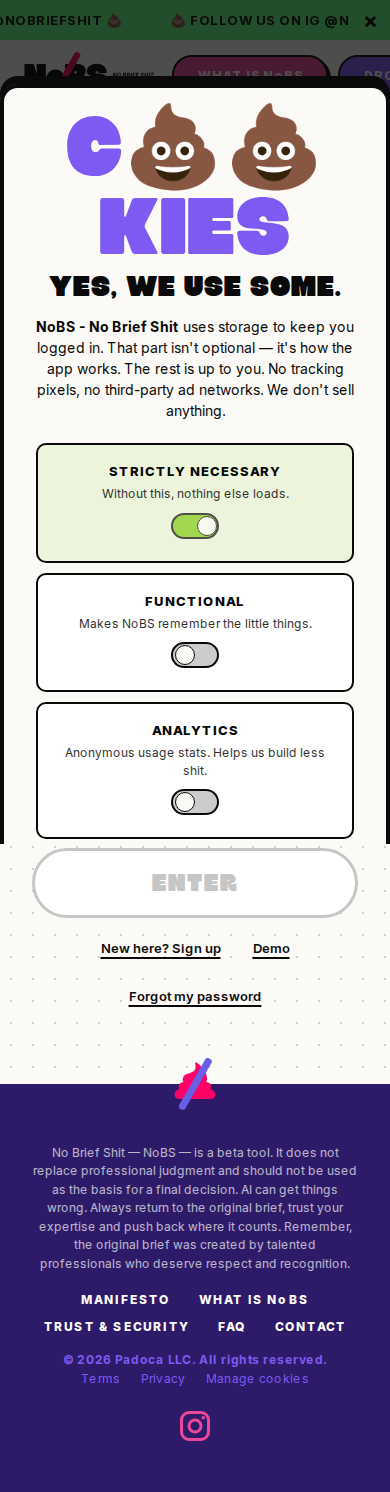 NOBRIEFSHIT 💩 💩 FOLLOW US ON IG @N ×
NoBS
WHAT IS NoBS
C💩💩
KIES
YES, WE USE SOME.
NoBS - No Brief Shit uses storage to keep you
logged in. That part isn't optional — it's how the
app works. The rest is up to you. No tracking
pixels, no third-party ad networks. We don't sell
anything.
STRICTLY NECESSARY
Without this, nothing else loads.
FUNCTIONAL
Makes NoBS remember the little things.
ANALYTICS
Anonymous usage stats. Helps us build less
shit.
ENTER
New here? Sign up Demo
Forgot my password
No Brief Shit — NoBS — is a beta tool. It does not
replace professional judgment and should not be used
as the basis for a final decision. AI can get things
wrong. Always return to the original brief, trust your
expertise and push back where it counts. Remember,
the original brief was created by talented
professionals who deserve respect and recognition.
MANIFESTO WHAT IS NoBS
TRUST & SECURITY FAQ CONTACT
© 2026 Padoca LLC. All rights reserved.
Terms Privacy Manage cookies